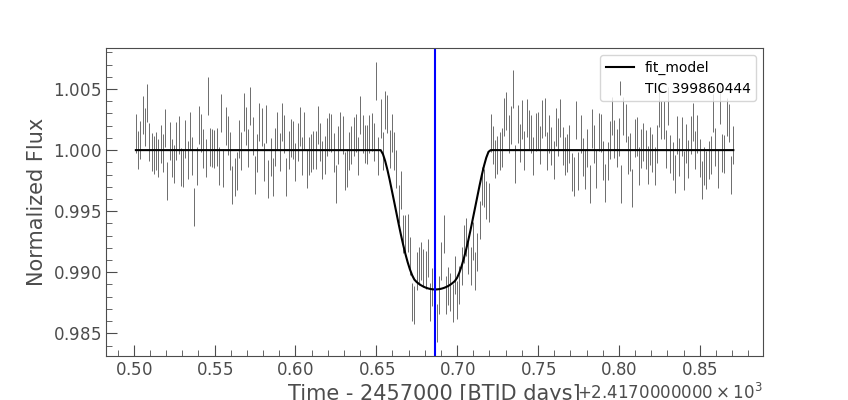 fit_model
TIC 399860444
1.005
1.000
0.995
0.990
0.985
Normalized Flux
0.50 0.55 0.60 0.65 0.70 0.75 0.80 0.85
Time - 2457000 [BTJD days]
+2.4170000000 × 10³